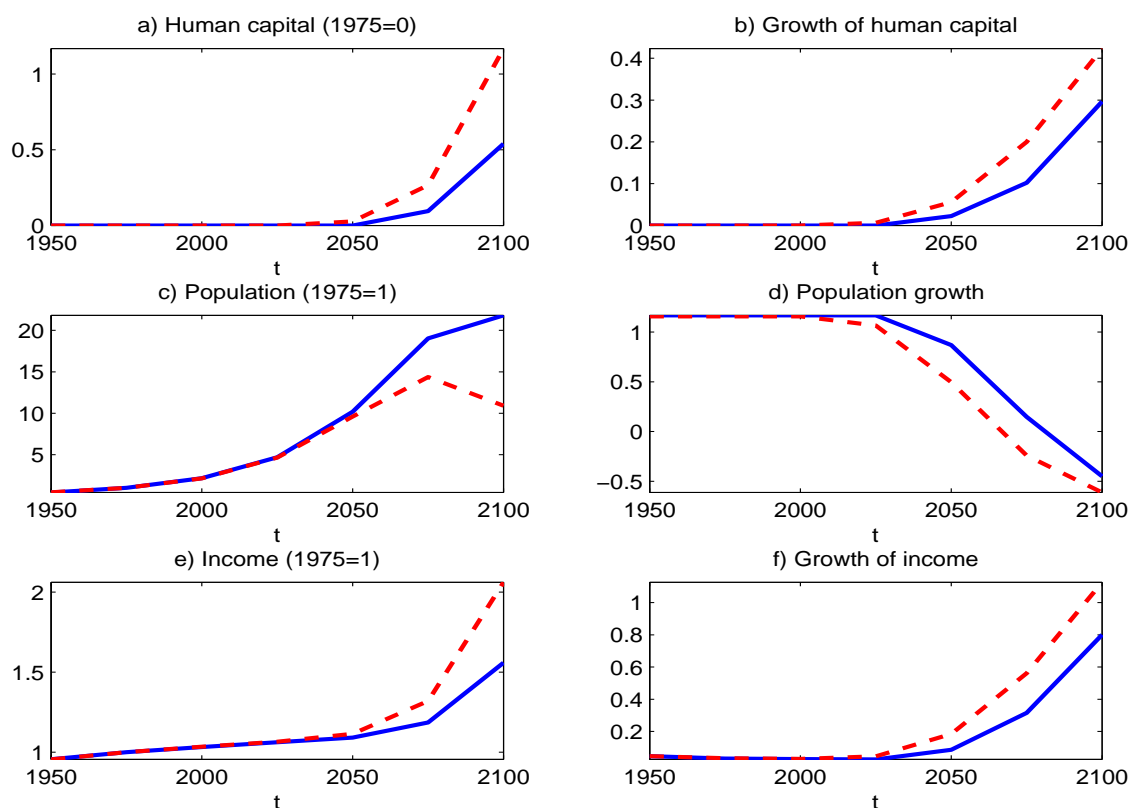 a) Human capital (1975=0)
1
0.5
0
1950 2000 2050 2100
t
b) Growth of human capital
0.4
0.3
0.2
0.1
0
1950 2000 2050 2100
t
c) Population (1975=1)
20
15
10
5
1950 2000 2050 2100
t
d) Population growth
1
0.5
0
−0.5
1950 2000 2050 2100
t
e) Income (1975=1)
2
1.5
1
1950 2000 2050 2100
t
f) Growth of income
1
0.8
0.6
0.4
0.2
1950 2000 2050 2100
t